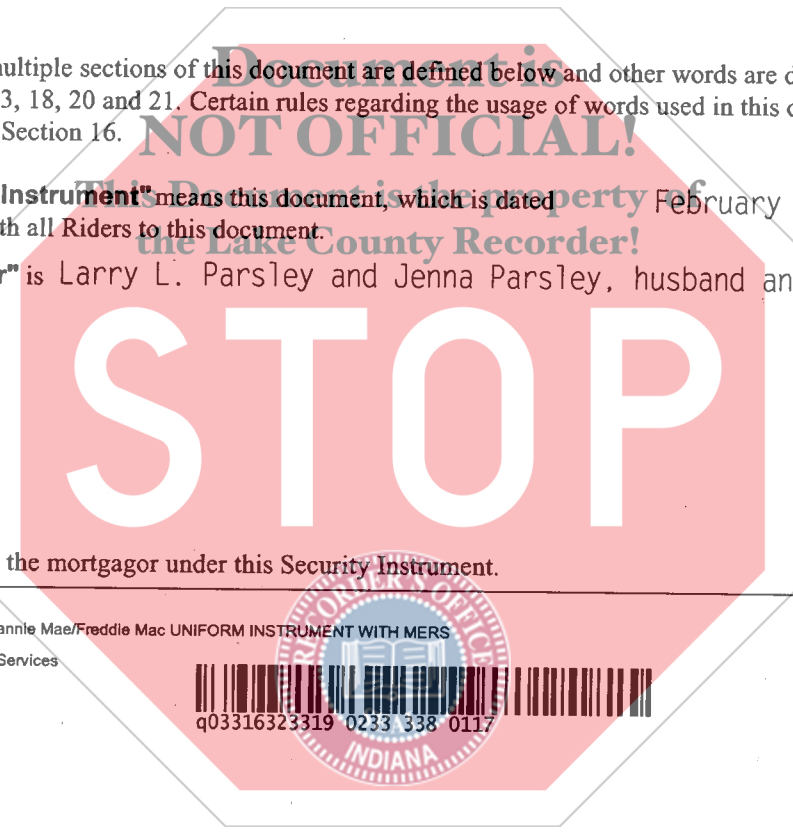 Document is
multiple sections of this document are defined below and other words are d
3, 18, 20 and 21. Certain rules regarding the usage of words used in this d
NOT OFFICIAL!
Section 16.
Instrument" means this document, which is dated February
This Document is the property of
th all Riders to this document.
the Lake County Recorder!
r" is Larry L. Parsley and Jenna Parsley, husband an
STOP
the mortgagor under this Security Instrument.
RECORDER'S OFFICE
annie Mae/Freddie Mac UNIFORM INSTRUMENT WITH MERS
Services
q03316323319 0233 338 0117
INDIANA